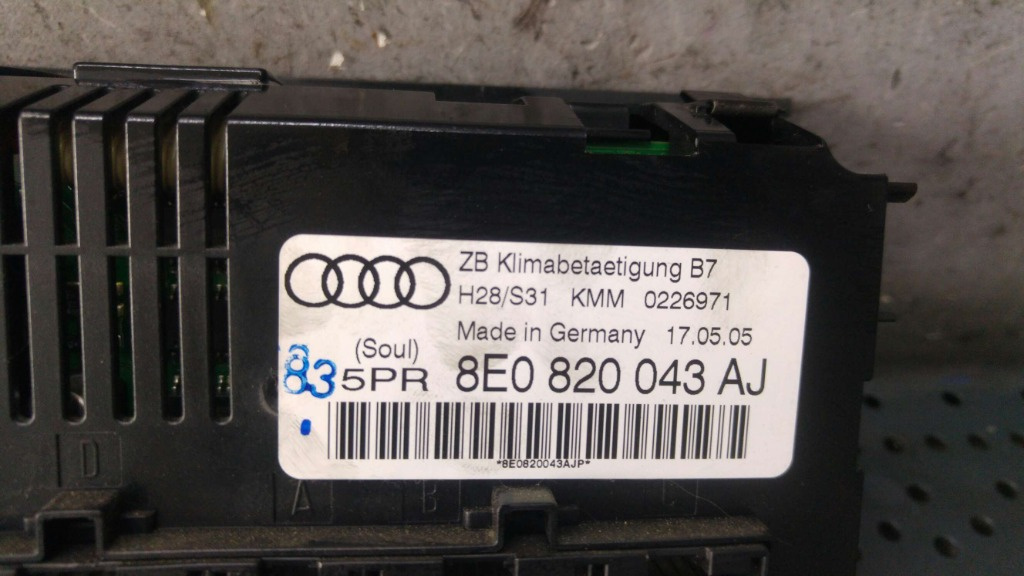 ZB Klimabetaetigung B7
H28/S31 KMM 0226971
Made in Germany 17.05.05
(Soul)
83 5PR 8E0 820 043 AJ
*8E0820043AJP*
D
A B